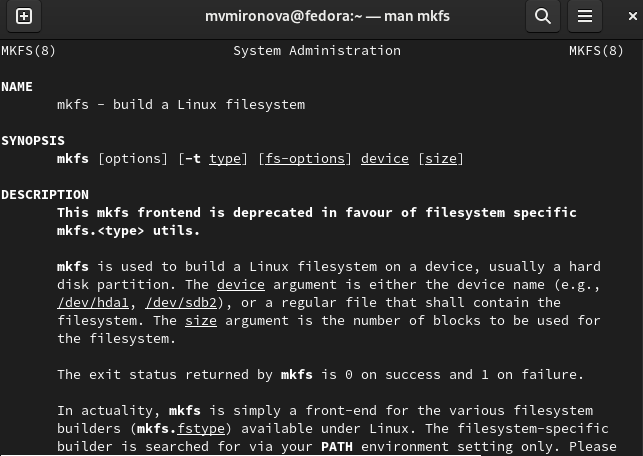 mvmironova@fedora:~ — man mkfs
MKFS(8) System Administration MKFS(8)
NAME
mkfs - build a Linux filesystem
SYNOPSIS
mkfs [options] [-t type] [fs-options] device [size]
DESCRIPTION
This mkfs frontend is deprecated in favour of filesystem specific
mkfs.<type> utils.
mkfs is used to build a Linux filesystem on a device, usually a hard
disk partition. The device argument is either the device name (e.g.,
/dev/hda1, /dev/sdb2), or a regular file that shall contain the
filesystem. The size argument is the number of blocks to be used for
the filesystem.
The exit status returned by mkfs is 0 on success and 1 on failure.
In actuality, mkfs is simply a front-end for the various filesystem
builders (mkfs.fstype) available under Linux. The filesystem-specific
builder is searched for via your PATH environment setting only. Please